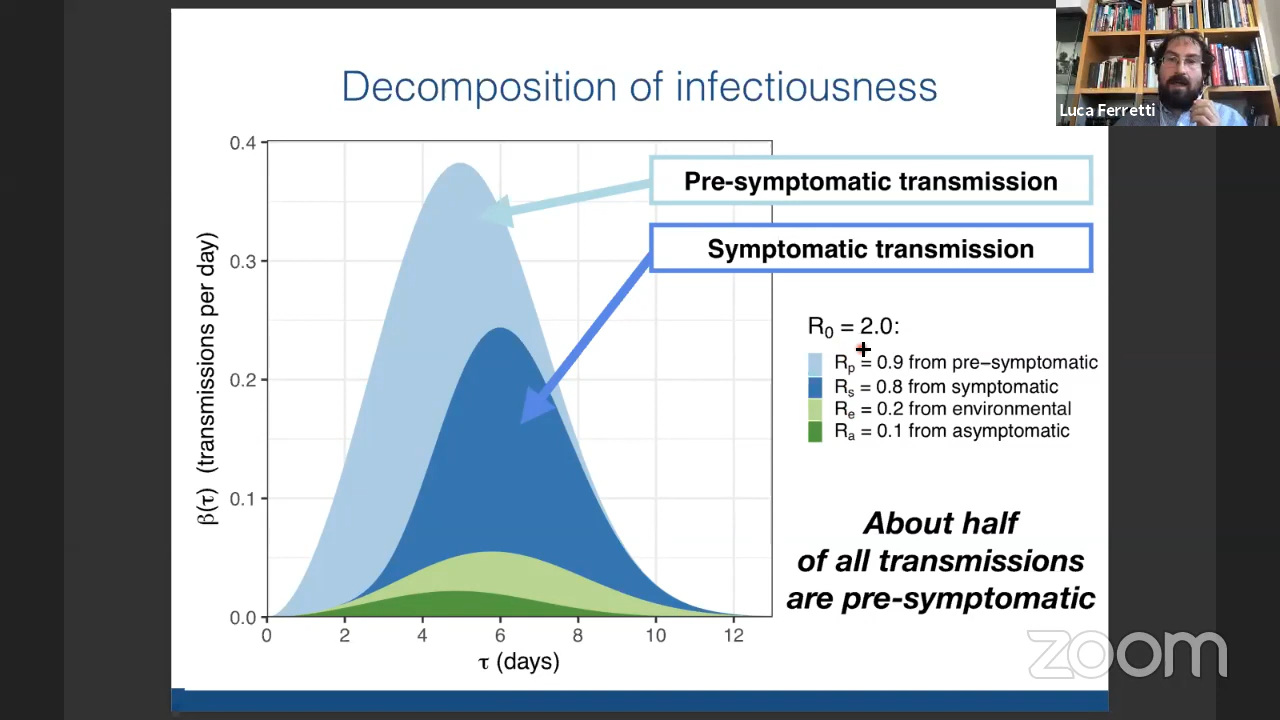 Decomposition of infectiousness
Luca Ferretti
0.4
0.3
0.2
0.1
0.0
β(τ) (transmissions per day)
0 2 4 6 8 10 12
τ (days)
Pre-symptomatic transmission
Symptomatic transmission
R₀ = 2.0:
Rₚ = 0.9 from pre−symptomatic
Rₛ = 0.8 from symptomatic
Rₑ = 0.2 from environmental
Rₐ = 0.1 from asymptomatic
About half
of all transmissions
are pre-symptomatic
zoom